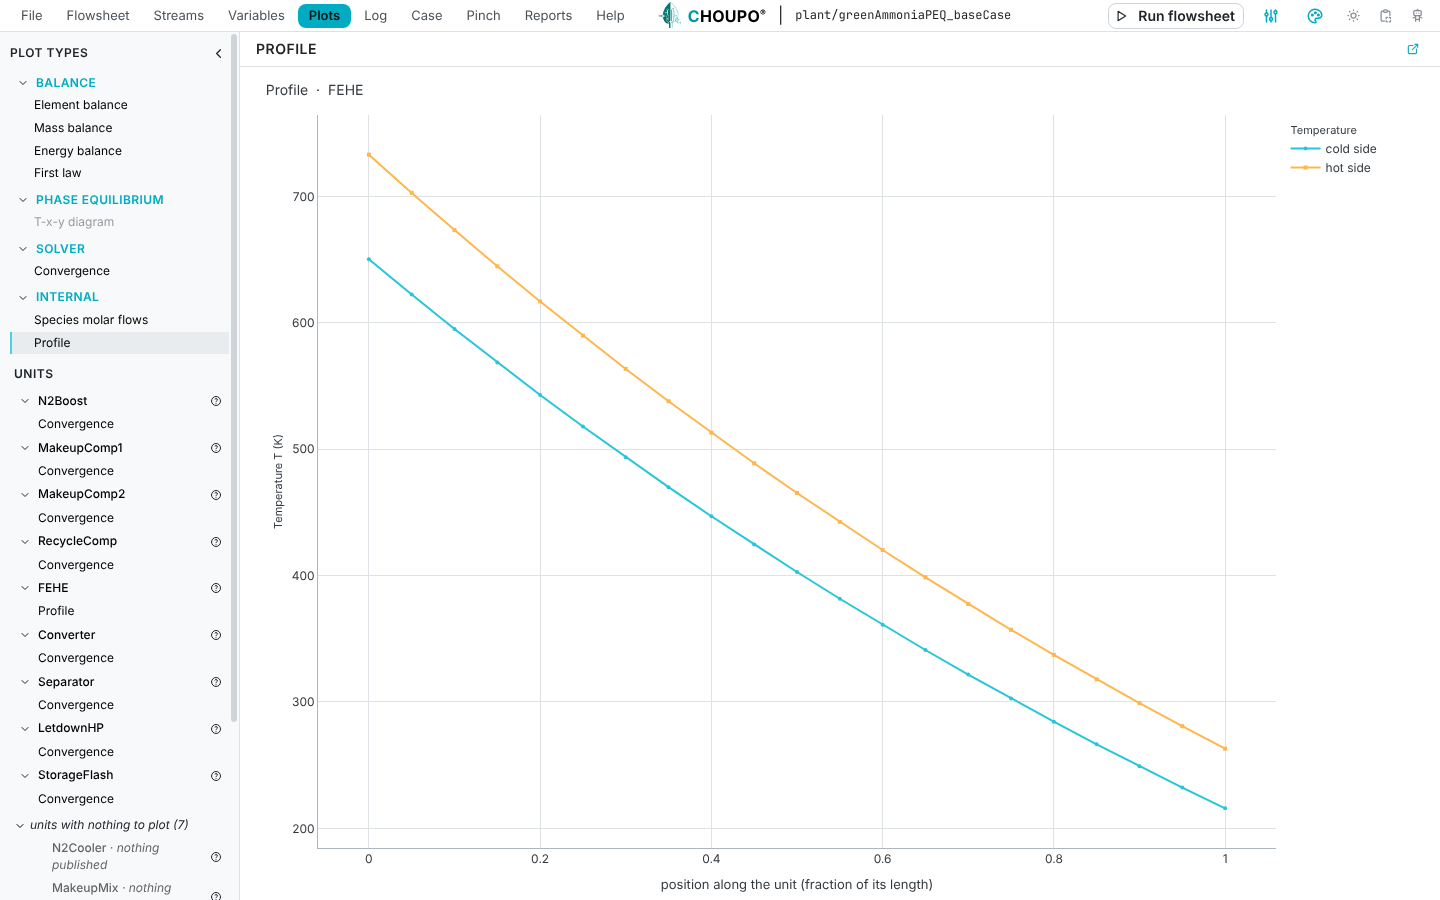 File Flowsheet Streams Variables Plots Log Case Pinch Reports Help CHOUPO® plant/greenAmmoniaPEQ_baseCase Run flowsheet
PLOT TYPES
BALANCE
Element balance
Mass balance
Energy balance
First law
PHASE EQUILIBRIUM
T-x-y diagram
SOLVER
Convergence
INTERNAL
Species molar flows
Profile
UNITS
N2Boost
Convergence
MakeupComp1
Convergence
MakeupComp2
Convergence
RecycleComp
Convergence
FEHE
Profile
Converter
Convergence
Separator
Convergence
LetdownHP
Convergence
StorageFlash
Convergence
units with nothing to plot (7)
N2Cooler · nothing
published
MakeupMix · nothing
PROFILE
Profile · FEHE
Temperature
cold side
hot side
Temperature T (K)
700
600
500
400
300
200
0 0.2 0.4 0.6 0.8 1
position along the unit (fraction of its length)